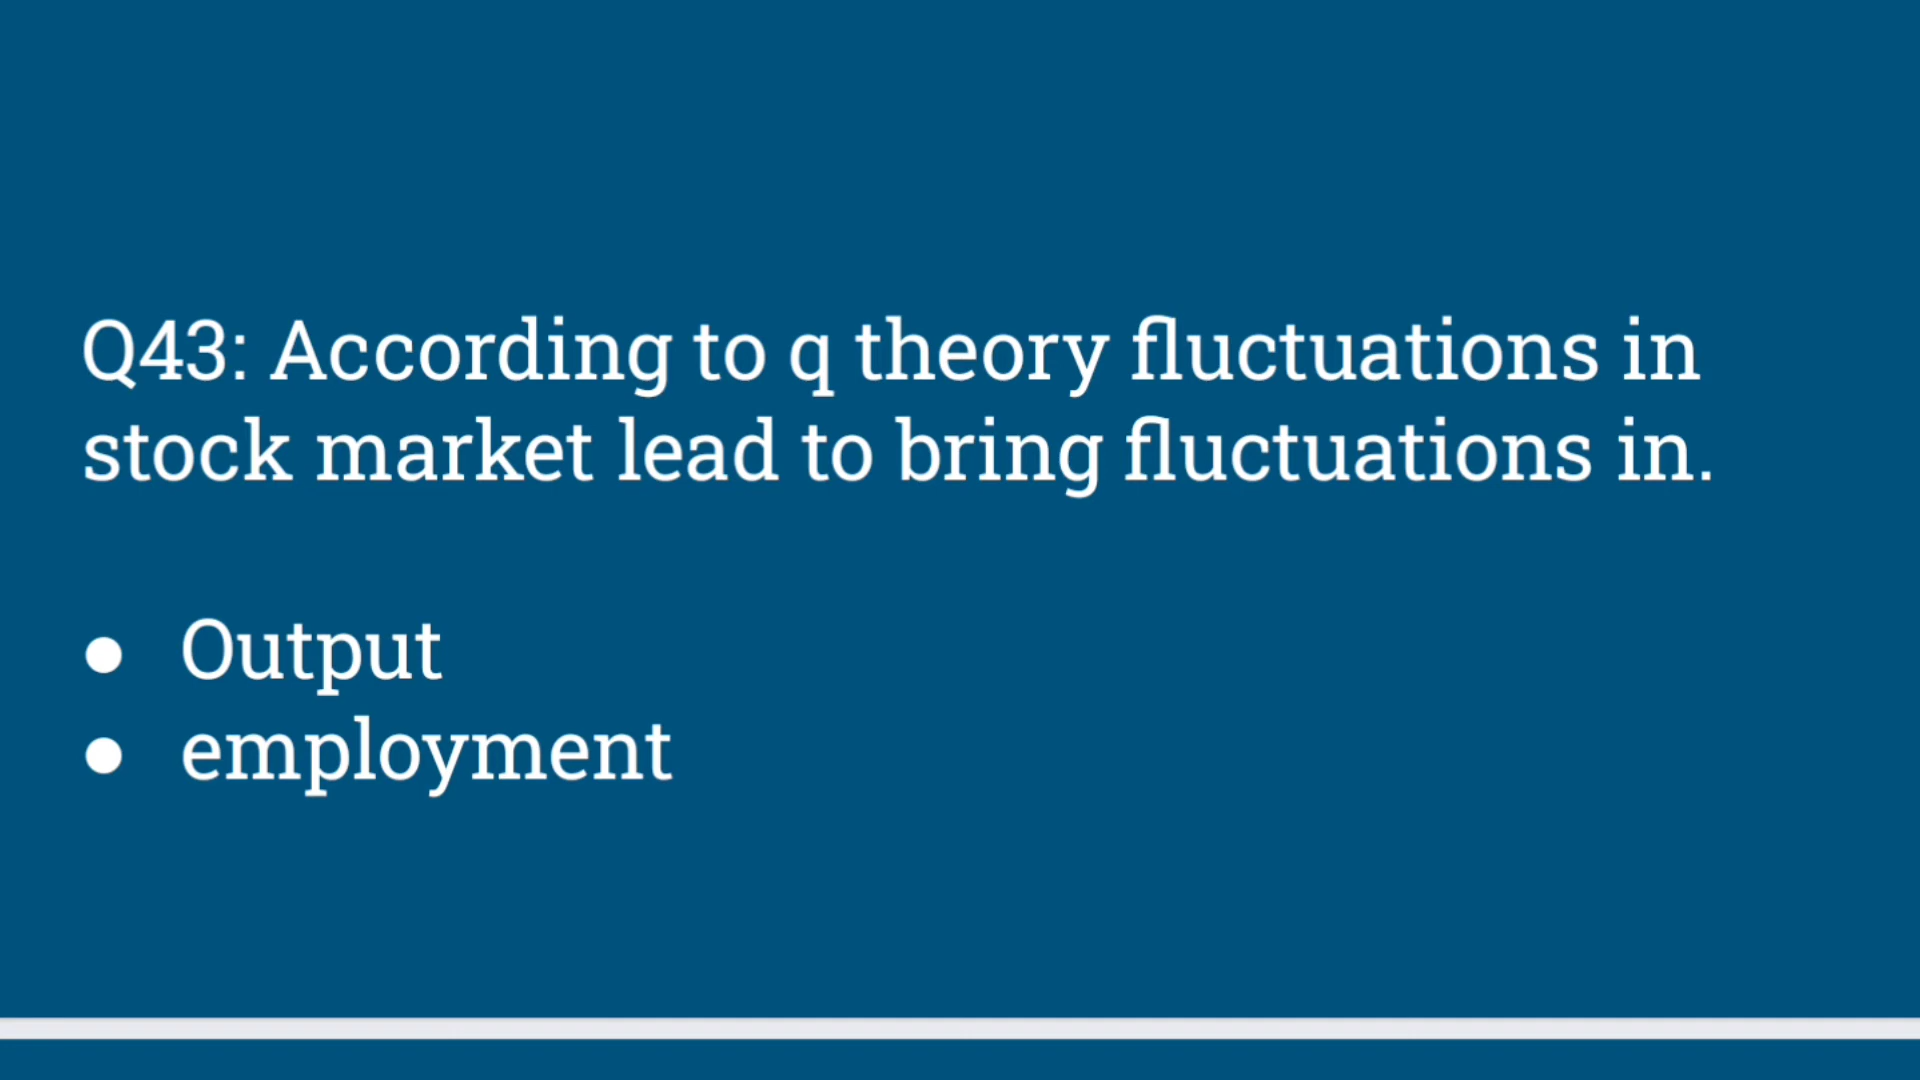 Q43: According to q theory fluctuations in
stock market lead to bring fluctuations in.
● Output
● employment